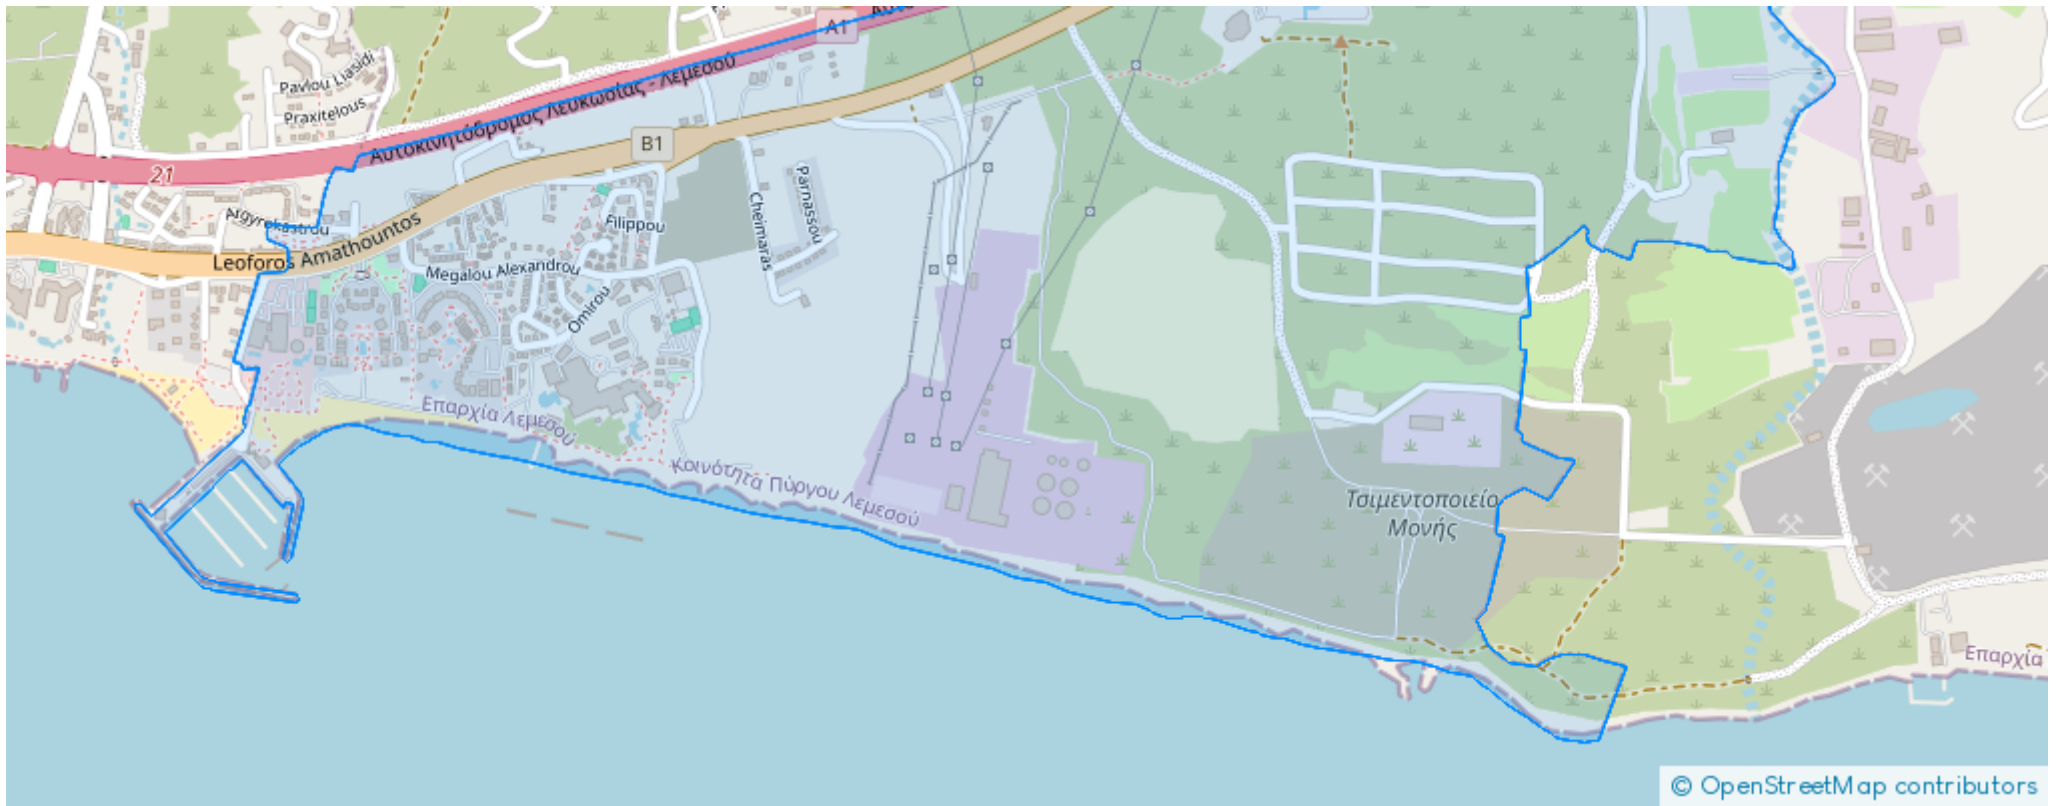 A1
Αυτοκινητόδρομος Λευκωσίας - Λεμεσού
Pavlou Liasidi
Praxitelous
B1
21
Argyrokastrou
Leoforos Amathountos
Filippou
Parnassou
Cheimaras
Megalou Alexandrou
Omirou
Επαρχία Λεμεσού
Κοινότητα Πύργου Λεμεσού
Τσιμεντοποιείο
Μονής
Επαρχία
© OpenStreetMap contributors